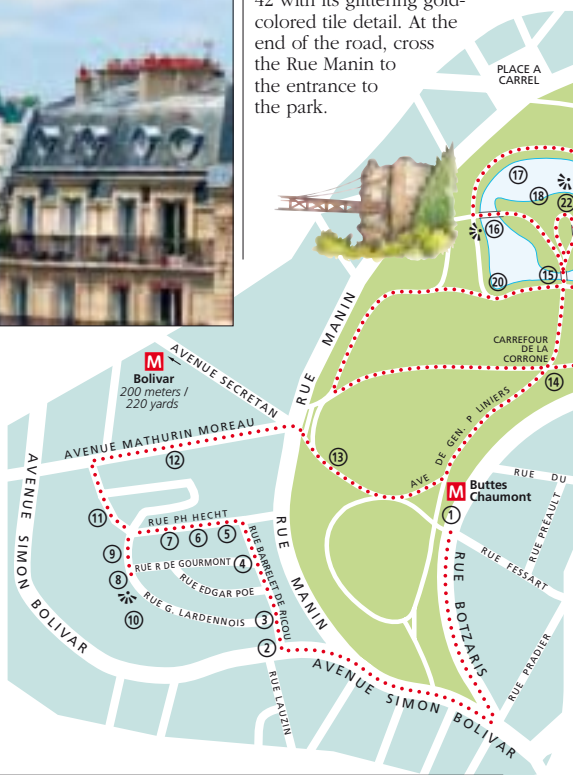 42 with its glittering gold-
colored tile detail. At the
end of the road, cross
the Rue Manin to
the entrance to
the park.
PLACE A
CARREL
17
18
22
16
15
20
RUE MANIN
CARREFOUR
DE LA
CORRONE
14
M
Bolivar
200 meters /
220 yards
AVENUE SECRETAN
AVE DE GEN. P LINIERS
AVENUE MATHURIN MOREAU
12
13
M
Buttes
Chaumont
1
RUE DU
RUE PRÉAULT
RUE FESSART
AVENUE SIMON BOLIVAR
11
RUE PH HECHT
7
6
5
9
RUE R DE GOURMONT
4
RUE BARRELET DE RICOU
RUE MANIN
8
RUE EDGAR POE
10
RUE G. LARDENNOIS
3
2
RUE BOTZARIS
RUE PRADIER
RUE LAUZIN
AVENUE SIMON BOLIVAR